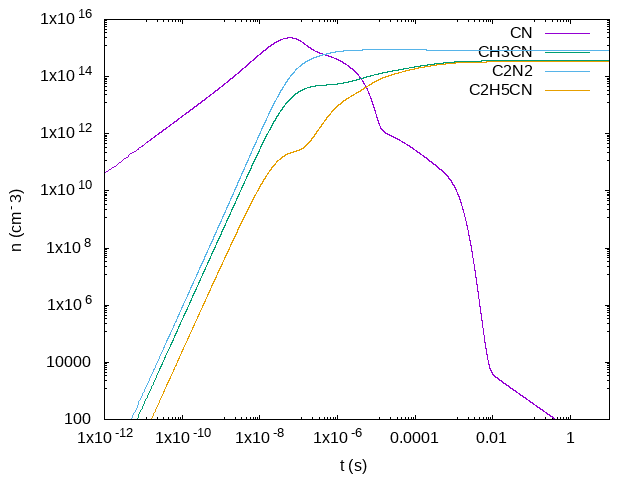 1x10^16
1x10^14
1x10^12
1x10^10
1x10^8
1x10^6
10000
100
n (cm^-3)
CN
CH3CN
C2N2
C2H5CN
1x10^-12
1x10^-10
1x10^-8
1x10^-6
0.0001
0.01
1
t (s)